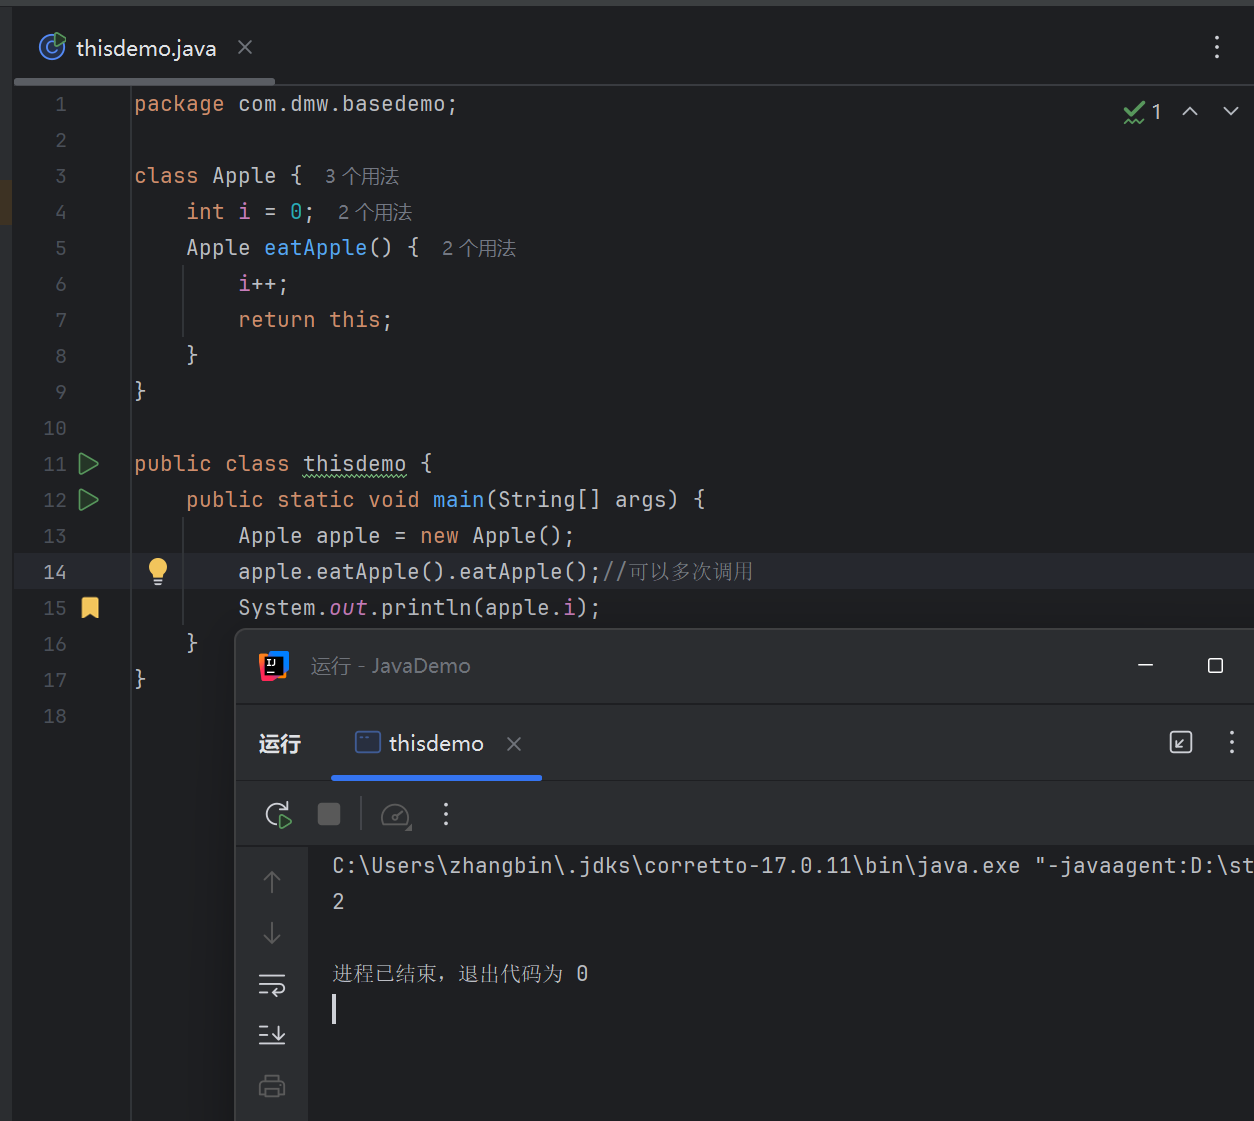 thisdemo.java
1 package com.dmw.basedemo;
1
2
3 class Apple { 3 个用法
4 int i = 0; 2 个用法
5 Apple eatApple() { 2 个用法
6 i++;
7 return this;
8 }
9 }
10
11 public class thisdemo {
12 public static void main(String[] args) {
13 Apple apple = new Apple();
14 apple.eatApple().eatApple();//可以多次调用
15 System.out.println(apple.i);
16 }
17 }
18
IJ
运行 - JavaDemo
运行 thisdemo
C:\Users\zhangbin\.jdks\corretto-17.0.11\bin\java.exe "-javaagent:D:\st
2
进程已结束，退出代码为 0